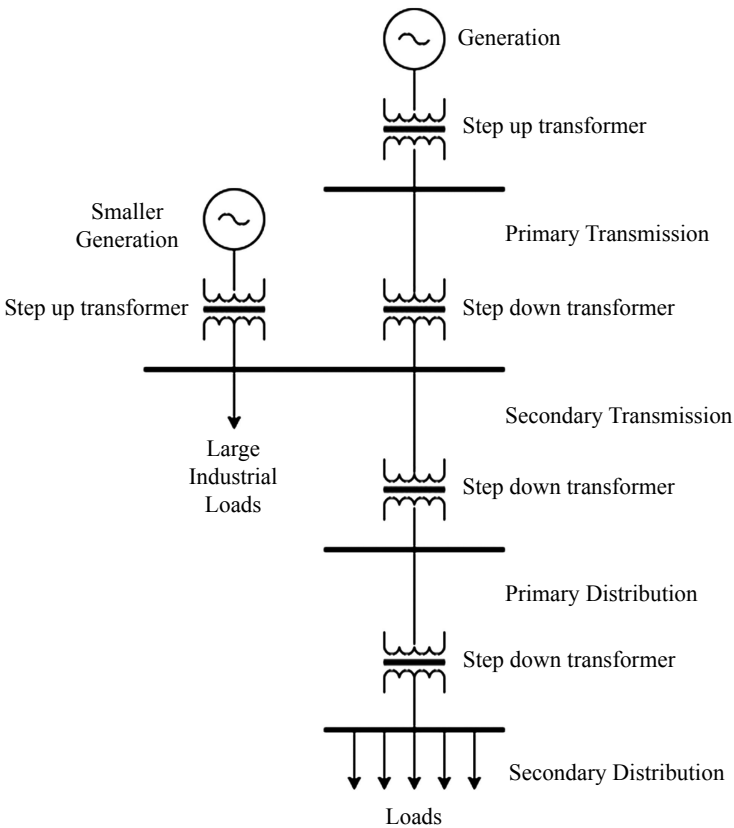 Generation
Step up transformer
Smaller
Generation
Primary Transmission
Step up transformer
Step down transformer
Secondary Transmission
Large
Industrial
Loads
Step down transformer
Primary Distribution
Step down transformer
Secondary Distribution
Loads